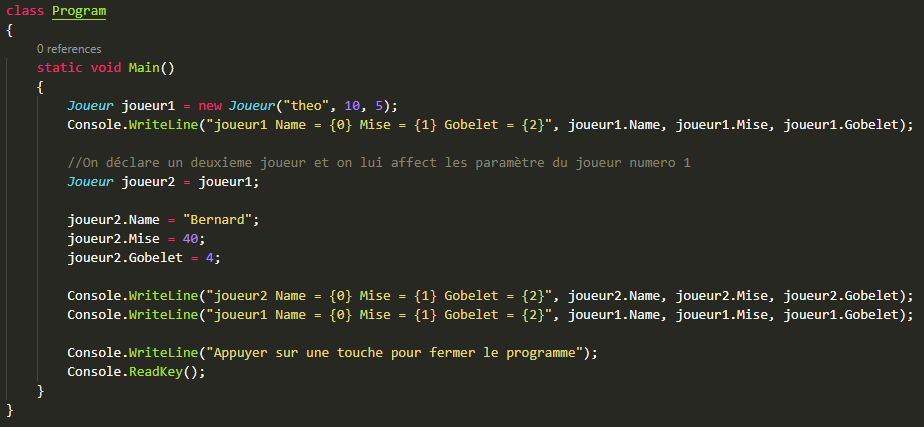 class Program
{
0 references
static void Main()
{
Joueur joueur1 = new Joueur("theo", 10, 5);
Console.WriteLine("joueur1 Name = {0} Mise = {1} Gobelet = {2}", joueur1.Name, joueur1.Mise, joueur1.Gobelet);
//On déclare un deuxieme joueur et on lui affect les paramètre du joueur numero 1
Joueur joueur2 = joueur1;
joueur2.Name = "Bernard";
joueur2.Mise = 40;
joueur2.Gobelet = 4;
Console.WriteLine("joueur2 Name = {0} Mise = {1} Gobelet = {2}", joueur2.Name, joueur2.Mise, joueur2.Gobelet);
Console.WriteLine("joueur1 Name = {0} Mise = {1} Gobelet = {2}", joueur1.Name, joueur1.Mise, joueur1.Gobelet);
Console.WriteLine("Appuyer sur une touche pour fermer le programme");
Console.ReadKey();
}
}